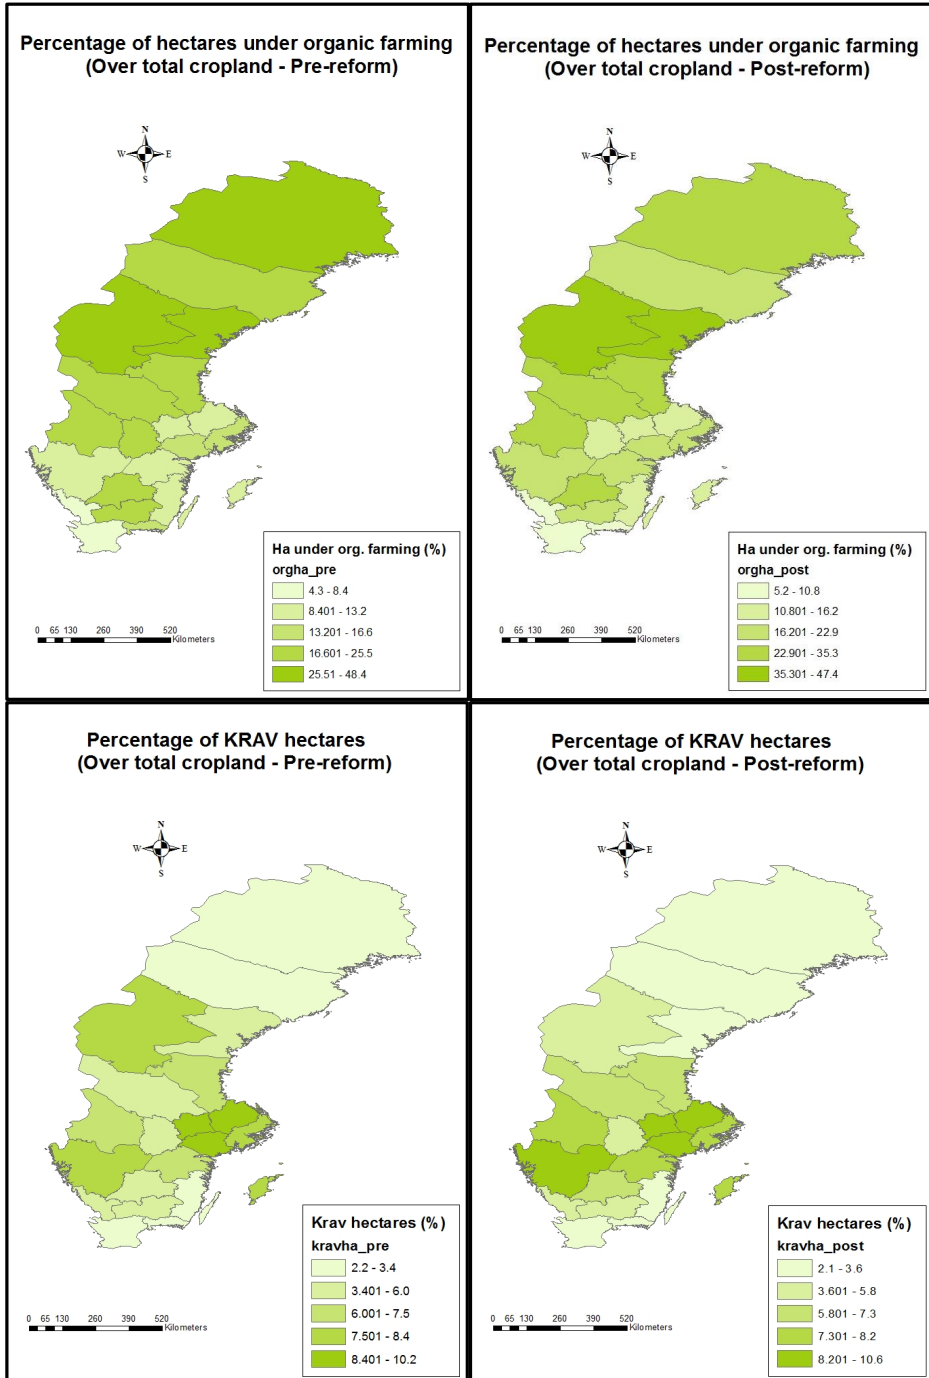 Percentage of hectares under organic farming
(Over total cropland - Pre-reform)
N
W E
S
Ha under org. farming (%)
orgha_pre
4.3 - 8.4
8.401 - 13.2
13.201 - 16.6
16.601 - 25.5
25.51 - 48.4
0 65 130 260 390 520
Kilometers
Percentage of hectares under organic farming
(Over total cropland - Post-reform)
N
W E
S
Ha under org. farming (%)
orgha_post
5.2 - 10.8
10.801 - 16.2
16.201 - 22.9
22.901 - 35.3
35.301 - 47.4
0 65 130 260 390 520
Kilometers
Percentage of KRAV hectares
(Over total cropland - Pre-reform)
N
W E
S
Krav hectares (%)
kravha_pre
2.2 - 3.4
3.401 - 6.0
6.001 - 7.5
7.501 - 8.4
8.401 - 10.2
0 65 130 260 390 520
Kilometers
Percentage of KRAV hectares
(Over total cropland - Post-reform)
N
W E
S
Krav hectares (%)
kravha_post
2.1 - 3.6
3.601 - 5.8
5.801 - 7.3
7.301 - 8.2
8.201 - 10.6
0 65 130 260 390 520
Kilometers